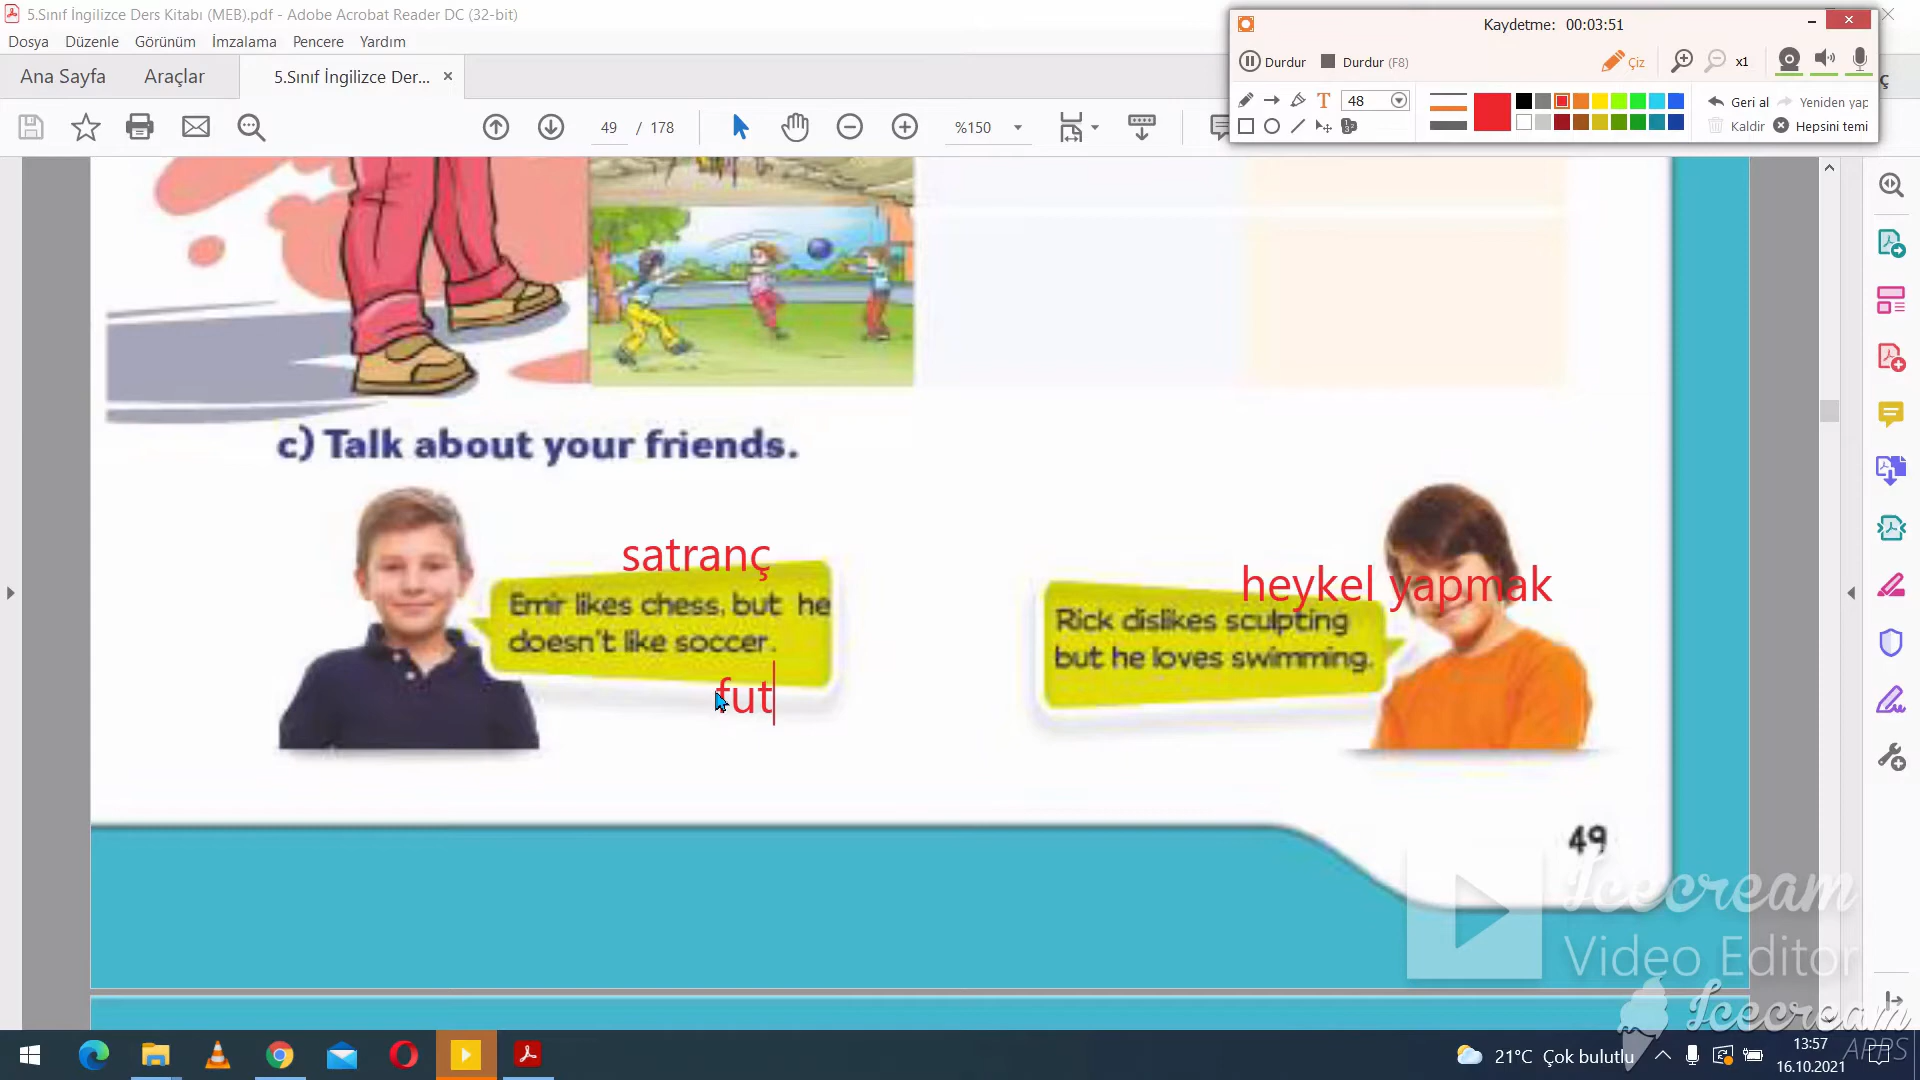 5.Sınıf İngilizce Ders Kitabı (MEB).pdf - Adobe Acrobat Reader DC (32-bit)
Dosya Düzenle Görünüm İmzalama Pencere Yardım
Ana Sayfa Araçlar 5.Sınıf İngilizce Der... ×
49 / 178 %150
Kaydetme: 00:03:51
Durdur Durdur (F8) Çiz x1
T 48 Geri al Yeniden yap
Kaldır Hepsini temi
c) Talk about your friends.
satranç
Emir likes chess, but he
doesn't like soccer.
fut
heykel yapmak
Rick dislikes sculpting
but he loves swimming.
49
Icecream
Video Editor
Icecream
APPS
21°C Çok bulutlu
13:57
16.10.2021